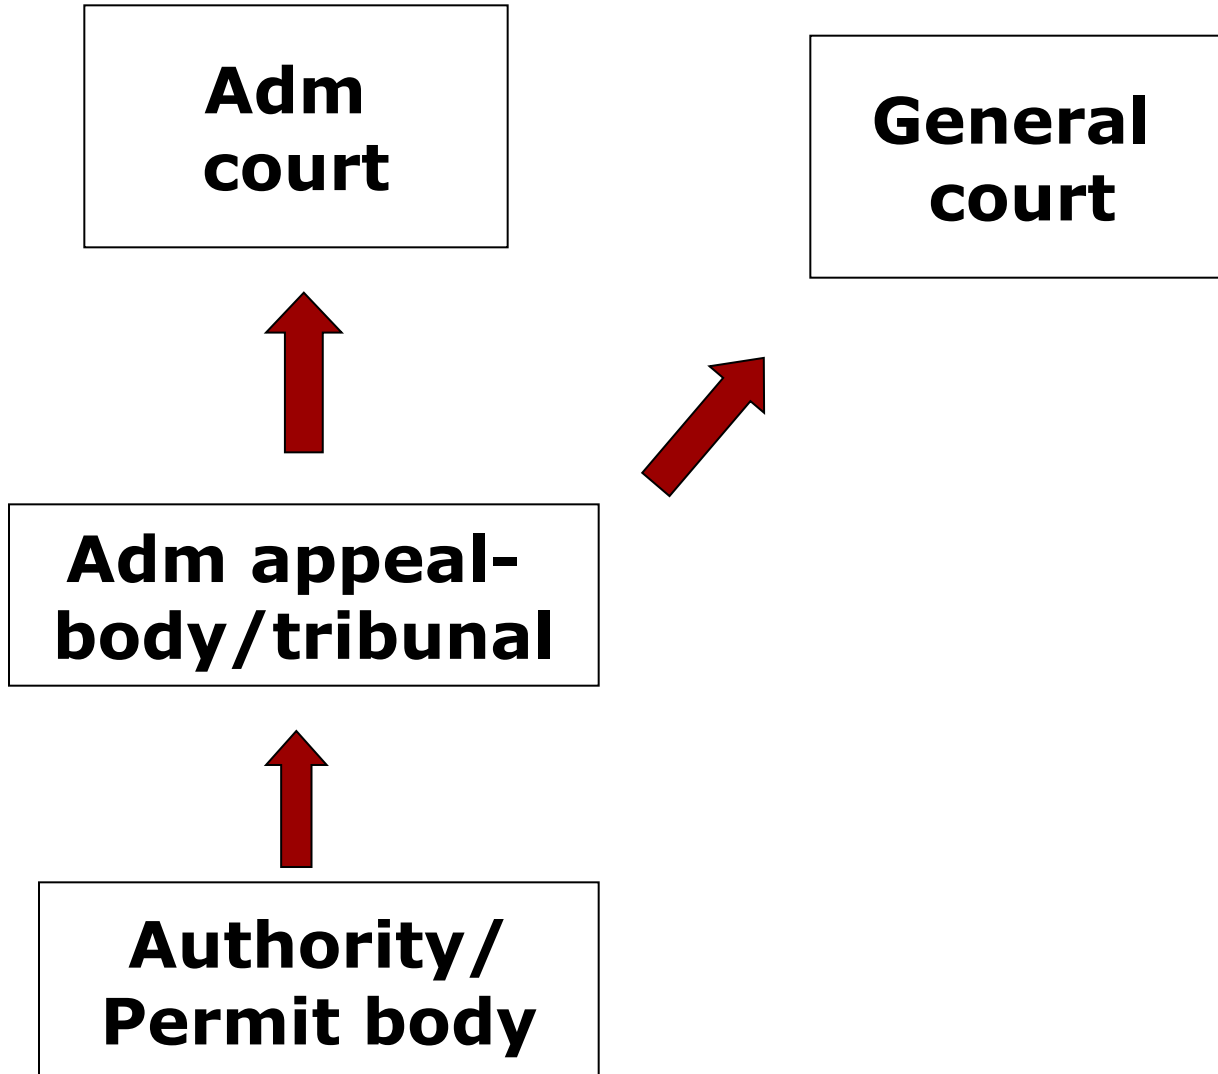 Adm
court
General
court
Adm appeal-
body/tribunal
Authority/
Permit body